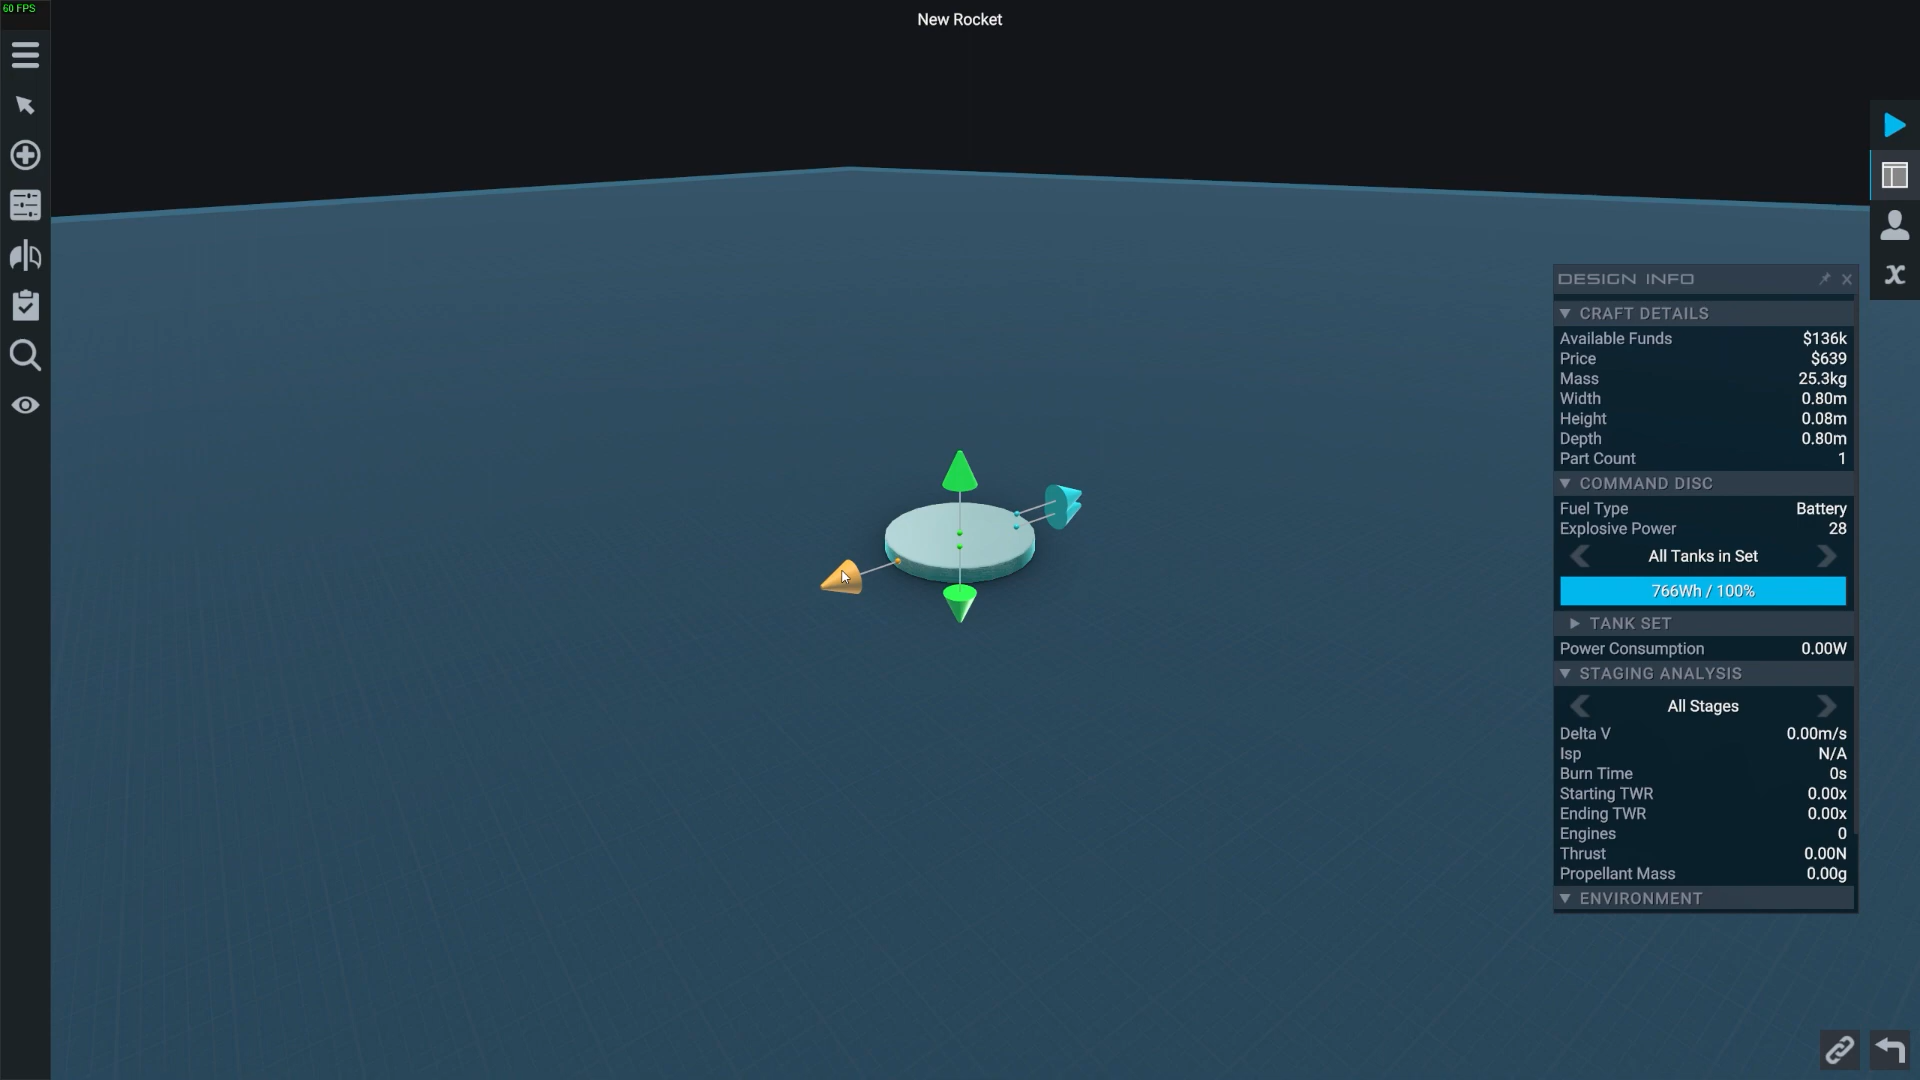 60 FPS
New Rocket
DESIGN INFO
CRAFT DETAILS
Available Funds $136k
Price $639
Mass 25.3kg
Width 0.80m
Height 0.08m
Depth 0.80m
Part Count 1
COMMAND DISC
Fuel Type Battery
Explosive Power 28
All Tanks in Set
766Wh / 100%
TANK SET
Power Consumption 0.00W
STAGING ANALYSIS
All Stages
Delta V 0.00m/s
Isp N/A
Burn Time 0s
Starting TWR 0.00x
Ending TWR 0.00x
Engines 0
Thrust 0.00N
Propellant Mass 0.00g
ENVIRONMENT